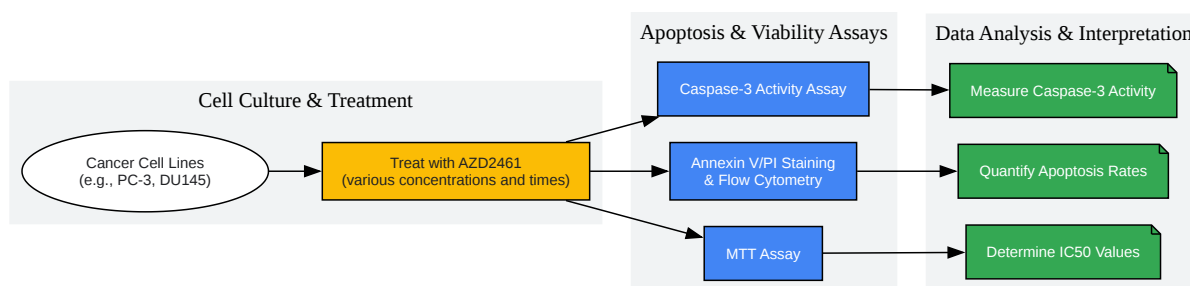 Cell Culture & Treatment
Cancer Cell Lines
(e.g., PC-3, DU145)
Treat with AZD2461
(various concentrations and times)
Apoptosis & Viability Assays
Caspase-3 Activity Assay
Annexin V/PI Staining
& Flow Cytometry
MTT Assay
Data Analysis & Interpretation
Measure Caspase-3 Activity
Quantify Apoptosis Rates
Determine IC50 Values